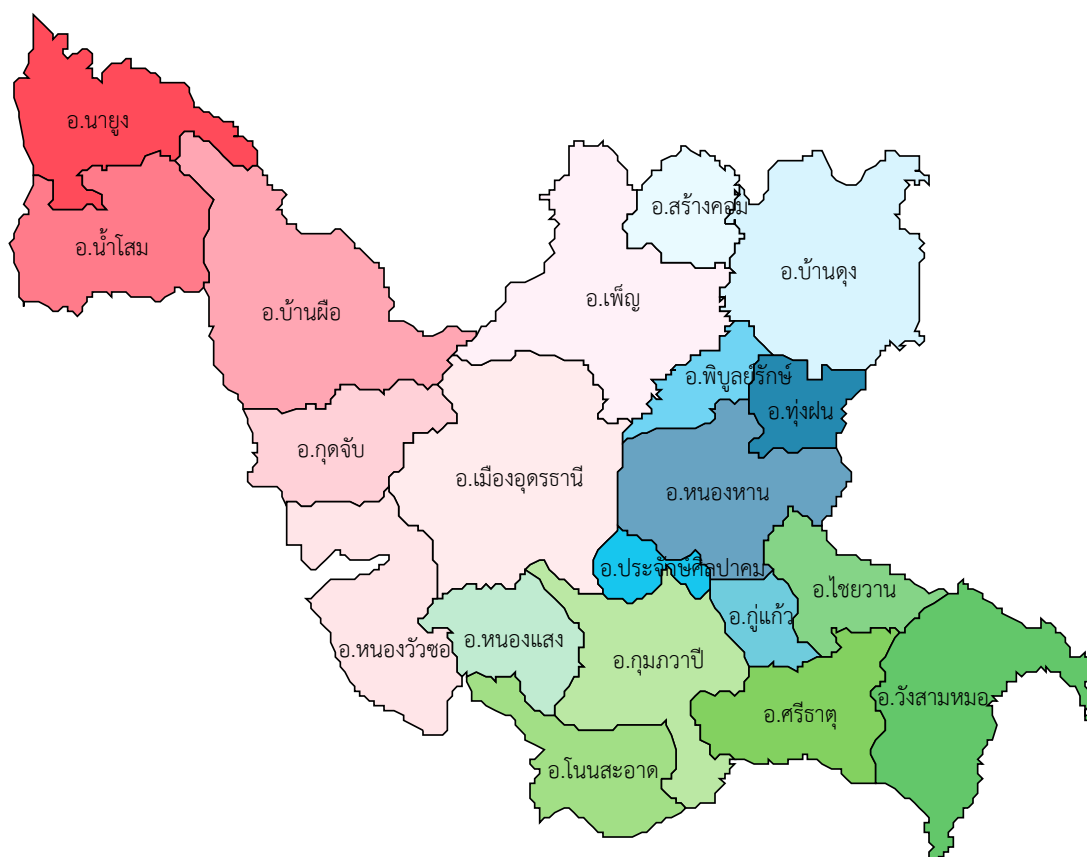 อ.นายูง
อ.สร้างคอม
อ.น้ำโสม
อ.บ้านดุง
อ.เพ็ญ
อ.บ้านผือ
อ.พิบูลย์รักษ์
อ.ทุ่งฝน
อ.กุดจับ
อ.เมืองอุดรธานี
อ.หนองหาน
อ.ประจักษ์ศิลปาคม
อ.ไชยวาน
อ.กู่แก้ว
อ.หนองแสง
อ.หนองวัวซอ
อ.กุมภวาปี
อ.วังสามหมอ
อ.ศรีธาตุ
อ.โนนสะอาด